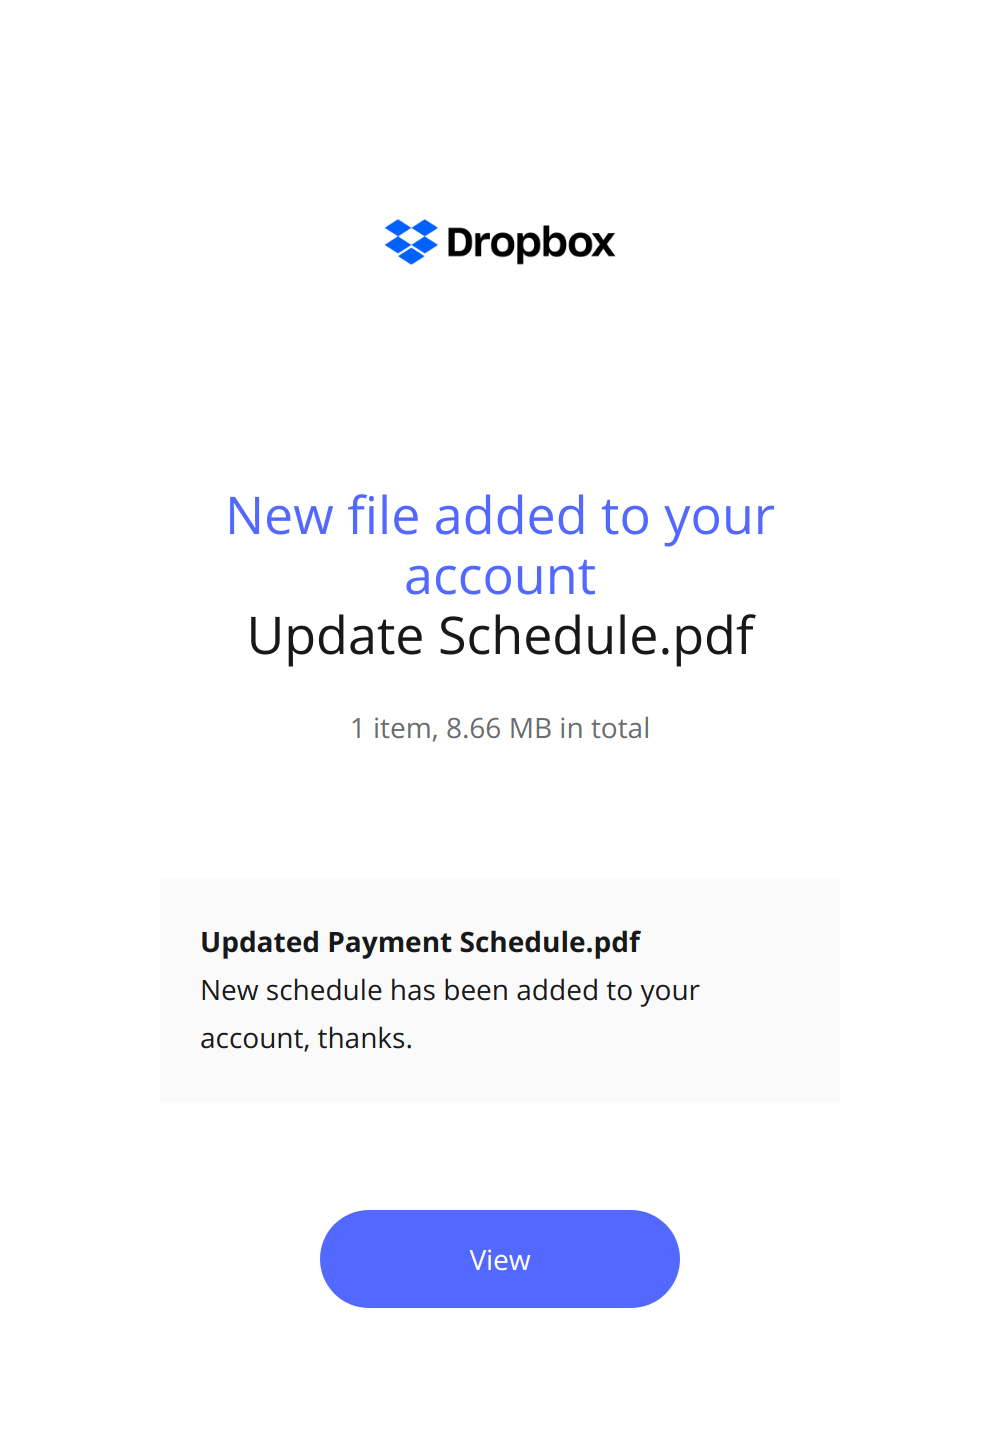 Dropbox
New file added to your
account
Update Schedule.pdf
1 item, 8.66 MB in total
Updated Payment Schedule.pdf
New schedule has been added to your
account, thanks.
View